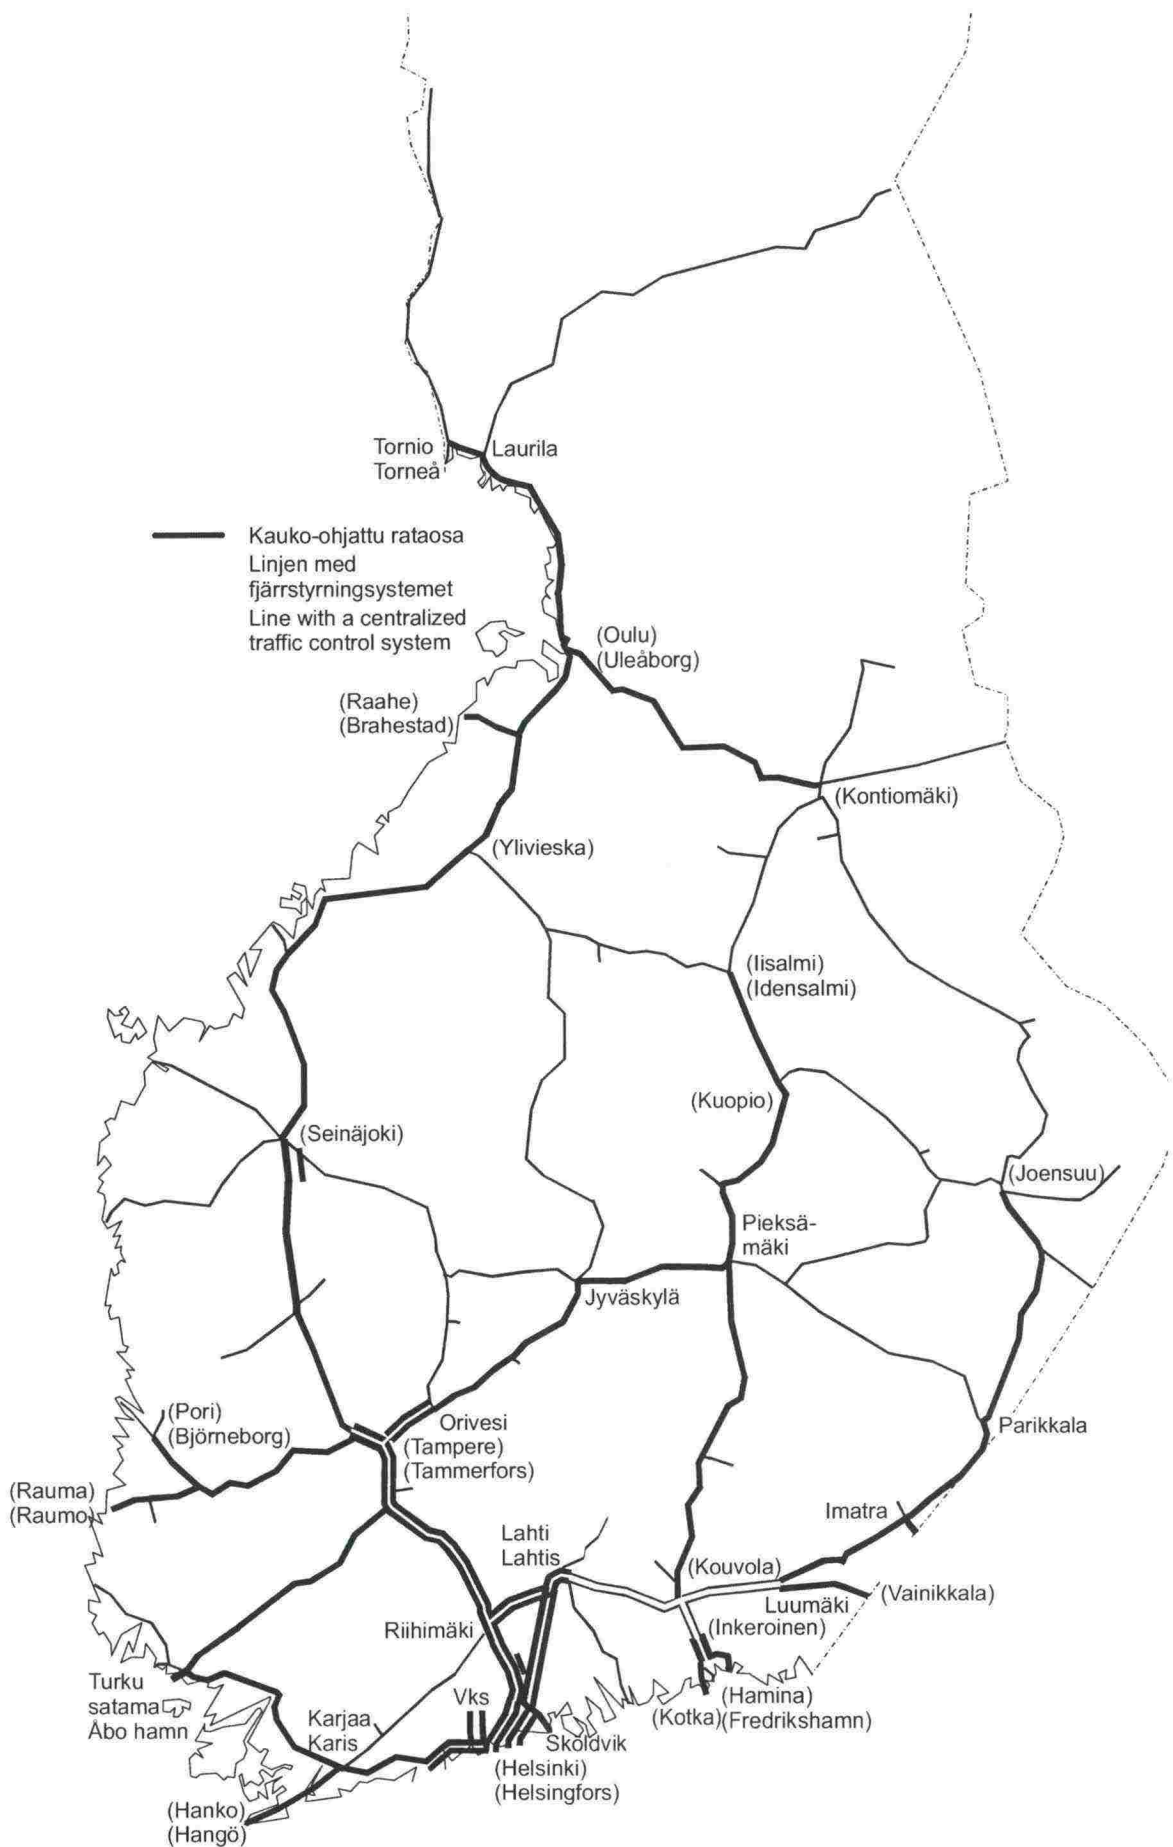 Tornio
Torneå
Laurila
Kauko-ohjattu rataosa
Linjen med
fjärrstyrningsystemet
Line with a centralized
traffic control system
(Oulu)
(Uleåborg)
(Raahe)
(Brahestad)
(Kontiomäki)
(Ylivieska)
(Iisalmi)
(Idensalmi)
(Kuopio)
(Seinäjoki)
(Joensuu)
Pieksä-
mäki
Jyväskylä
(Pori)
(Björneborg)
Orivesi
(Tampere)
(Tammerfors)
Parikkala
(Rauma)
(Raumo)
Imatra
Lahti
Lahtis
(Kouvola)
Luumäki
(Vainikkala)
Riihimäki
(Inkeroinen)
Turku
satama
Åbo hamn
Vks
Karjaa
Karis
(Hamina)
(Kotka)
(Fredrikshamn)
Sköldvik
(Helsinki)
(Helsingfors)
(Hanko)
(Hangö)